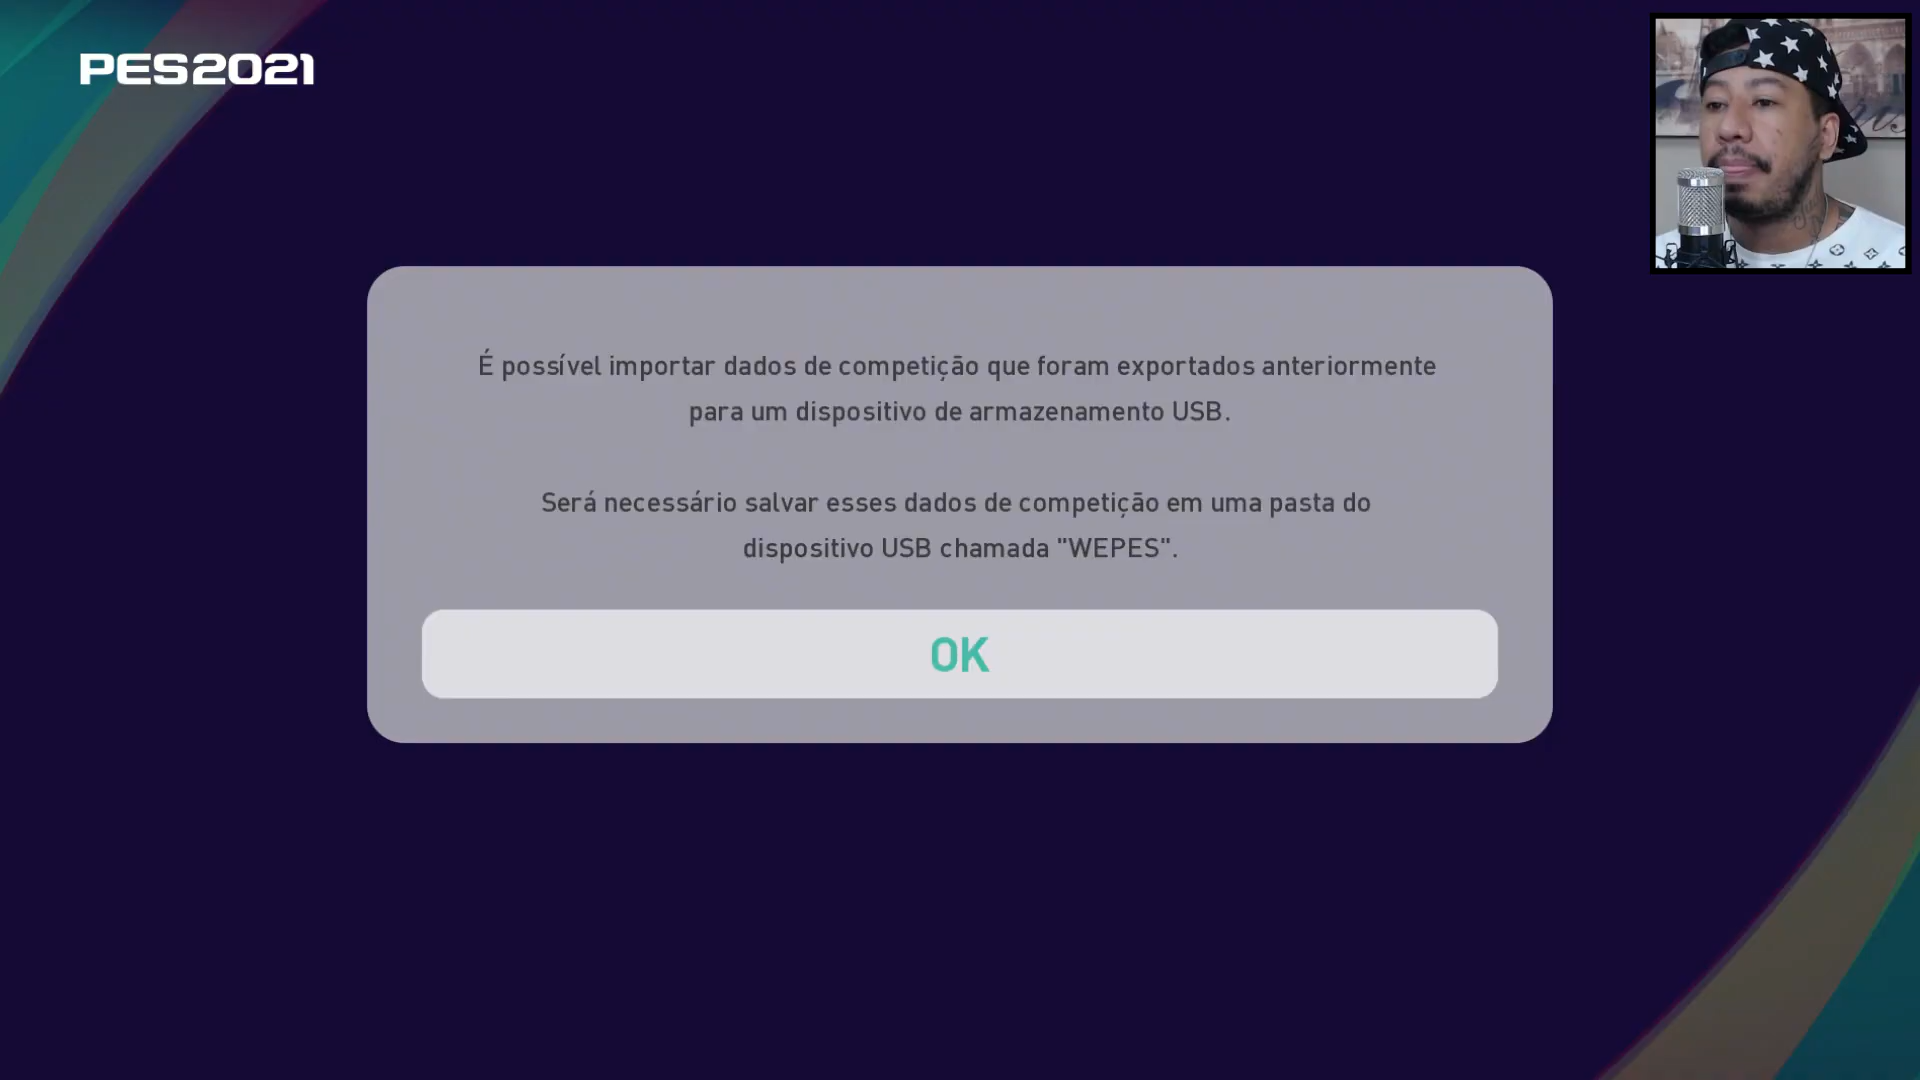 PES2021
É possível importar dados de competição que foram exportados anteriormente
para um dispositivo de armazenamento USB.
Será necessário salvar esses dados de competição em uma pasta do
dispositivo USB chamada "WEPES".
OK